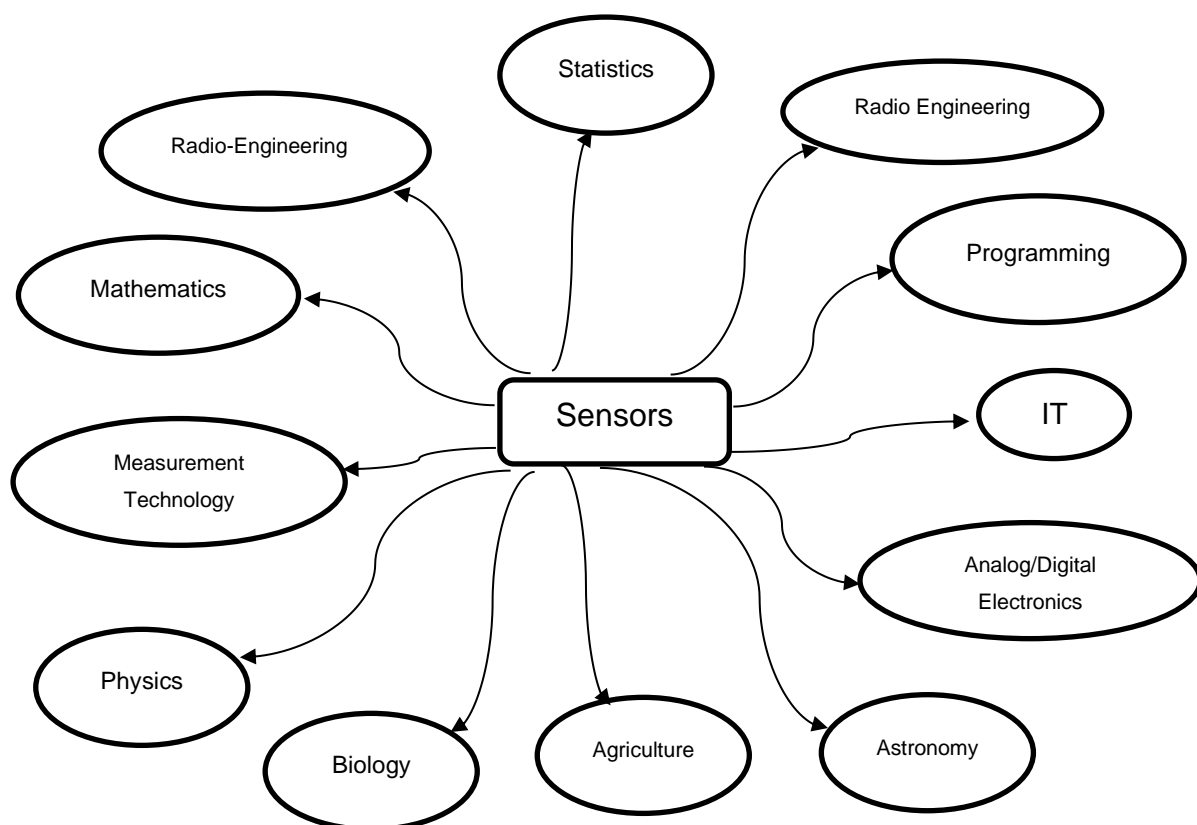 Statistics
Radio Engineering
Radio-Engineering
Programming
Mathematics
Sensors
IT
Measurement
Technology
Analog/Digital
Electronics
Physics
Biology
Agriculture
Astronomy